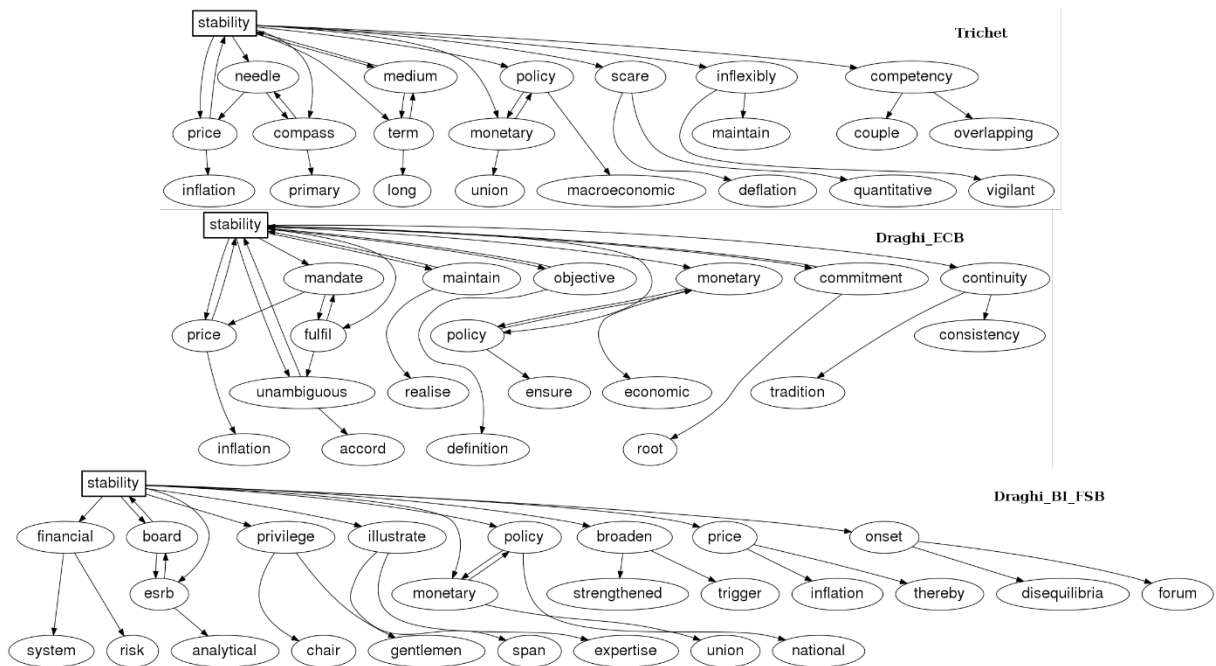 stability
Trichet
needle medium policy scare inflexibly competency
price compass term monetary maintain couple overlapping
inflation primary long union macroeconomic deflation quantitative vigilant
stability
Draghi_ECB
mandate maintain objective monetary commitment continuity
price fulfil policy consistency
unambiguous realise ensure economic tradition
inflation accord definition root
stability
Draghi_BI_FSB
financial board privilege illustrate policy broaden price onset
esrb monetary strengthened trigger inflation thereby disequilibria forum
system risk analytical chair gentlemen span expertise union national